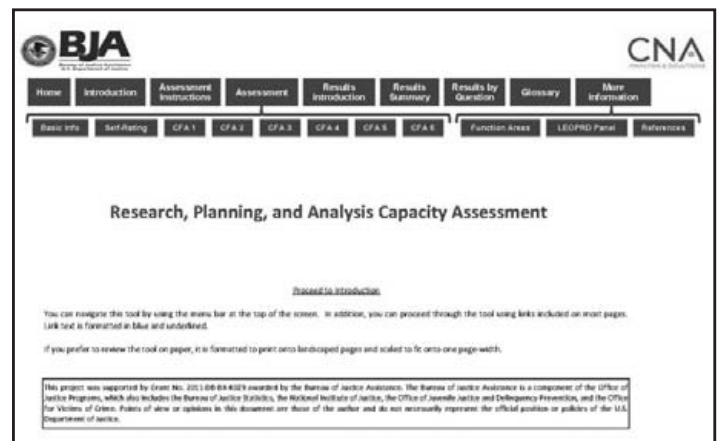 BJA
Bureau of Justice Assistance
U.S. Department of Justice
CNA
Home Introduction Assessment Instructions Assessment Results Introduction Results Summary Results by Question Glossary More Information
Basic Info Self-Rating CFA 1 CFA 2 CFA 3 CFA 4 CFA 5 CFA 6 Function Areas LEOPRD Panel References
Research, Planning, and Analysis Capacity Assessment
Proceed to Introduction
You can navigate this tool by using the menu bar at the top of the screen. In addition, you can proceed through the tool using links included on most pages.
Link text is formatted in blue and underlined.
If you prefer to review the tool on paper, it is formatted to print onto landscaped pages and scaled to fit onto one page-width.
This project was supported by Grant No. awarded by the Bureau of Justice Assistance. The Bureau of Justice Assistance is a component of the Office of
Justice Programs, which also includes the Bureau of Justice Statistics, the National Institute of Justice, the Office of Juvenile Justice and Delinquency Prevention, and the Office
for Victims of Crime. Points of view or opinions in this document are those of the author and do not necessarily represent the official position or policies of the U.S.
Department of Justice.